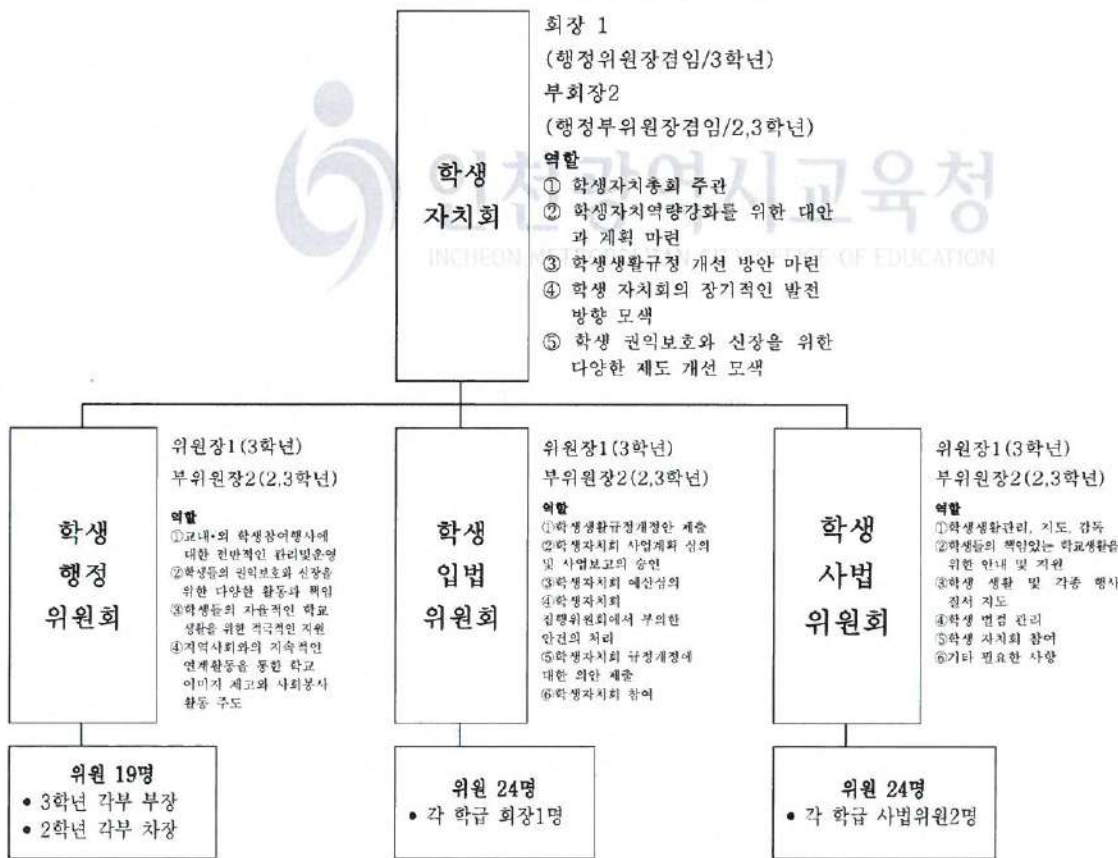 회장 1
(행정위원장겸임/3학년)
부회장2
(행정부위원장겸임/2,3학년)
학생
자치회
역할
① 학생자치총회 주관
② 학생자치역량강화를 위한 대안
과 계획 마련
③ 학생생활규정 개선 방안 마련
④ 학생 자치회의 장기적인 발전
방향 모색
⑤ 학생 권익보호와 신장을 위한
다양한 제도 개선 모색
인천광역시교육청
INCHEON METROPOLITAN CITY OFFICE OF EDUCATION
학생
행정
위원회
위원장1(3학년)
부위원장2(2,3학년)
역할
①교내•외 학생참여행사에
대한 전반적인 관리및운영
②학생들의 권익보호와 신장을
위한 다양한 활동과 책임
③학생들의 자율적인 학교
생활을 위한 적극적인 지원
④지역사회와의 지속적인
연계활동을 통한 학교
이미지 제고와 사회봉사
활동 주도
위원 19명
• 3학년 각부 부장
• 2학년 각부 차장
학생
입법
위원회
위원장1(3학년)
부위원장2(2,3학년)
역할
①학생생활규정개정안 제출
②학생자치회 사업계획 심의
및 사업보고의 승인
③학생자치회 예산심의
④학생자치회
집행위원회에서 부의한
안건의 처리
⑤학생자치회 규정개정에
대한 의안 제출
⑥학생자치회 참여
위원 24명
• 각 학급 회장1명
학생
사법
위원회
위원장1(3학년)
부위원장2(2,3학년)
역할
①학생생활관리, 지도, 감독
②학생들의 책임있는 학교생활을
위한 안내 및 지원
③학생 생활 및 각종 행사
질서 지도
④학생 벌점 관리
⑤학생 자치회 참여
⑥기타 필요한 사항
위원 24명
• 각 학급 사법위원2명